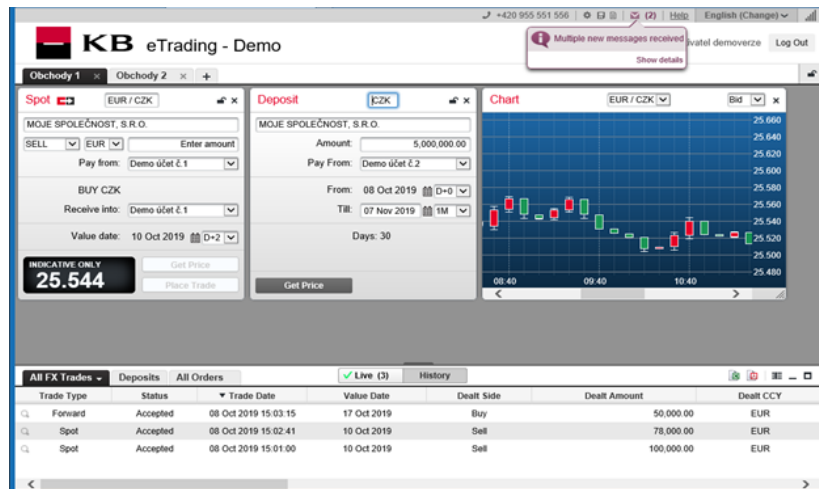 +420 955 551 556 (2) Help English (Change)
KB eTrading - Demo
Multiple new messages received
Show details
ivatel demoverze Log Out
Obchody 1 × Obchody 2 × +
Spot EUR / CZK
MOJE SPOLEČNOST, S.R.O.
SELL EUR Enter amount
Pay from: Demo účet č.1
BUY CZK
Receive into: Demo účet č.1
Value date: 10 Oct 2019 D+2
INDICATIVE ONLY
25.544
Get Price
Place Trade
Deposit CZK
MOJE SPOLEČNOST, S.R.O.
Amount: 5,000,000.00
Pay From: Demo účet č.2
From: 08 Oct 2019 D+0
Till: 07 Nov 2019 1M
Days: 30
Get Price
Chart EUR / CZK Bid
25.660
25.640
25.620
25.600
25.580
25.560
25.540
25.520
25.500
25.480
08:40 09:40 10:40
All FX Trades Deposits All Orders Live (3) History
Trade Type Status Trade Date Value Date Dealt Side Dealt Amount Dealt CCY
Forward Accepted 08 Oct 2019 15:03:15 17 Oct 2019 Buy 50,000.00 EUR
Spot Accepted 08 Oct 2019 15:02:41 10 Oct 2019 Sell 78,000.00 EUR
Spot Accepted 08 Oct 2019 15:01:00 10 Oct 2019 Sell 100,000.00 EUR